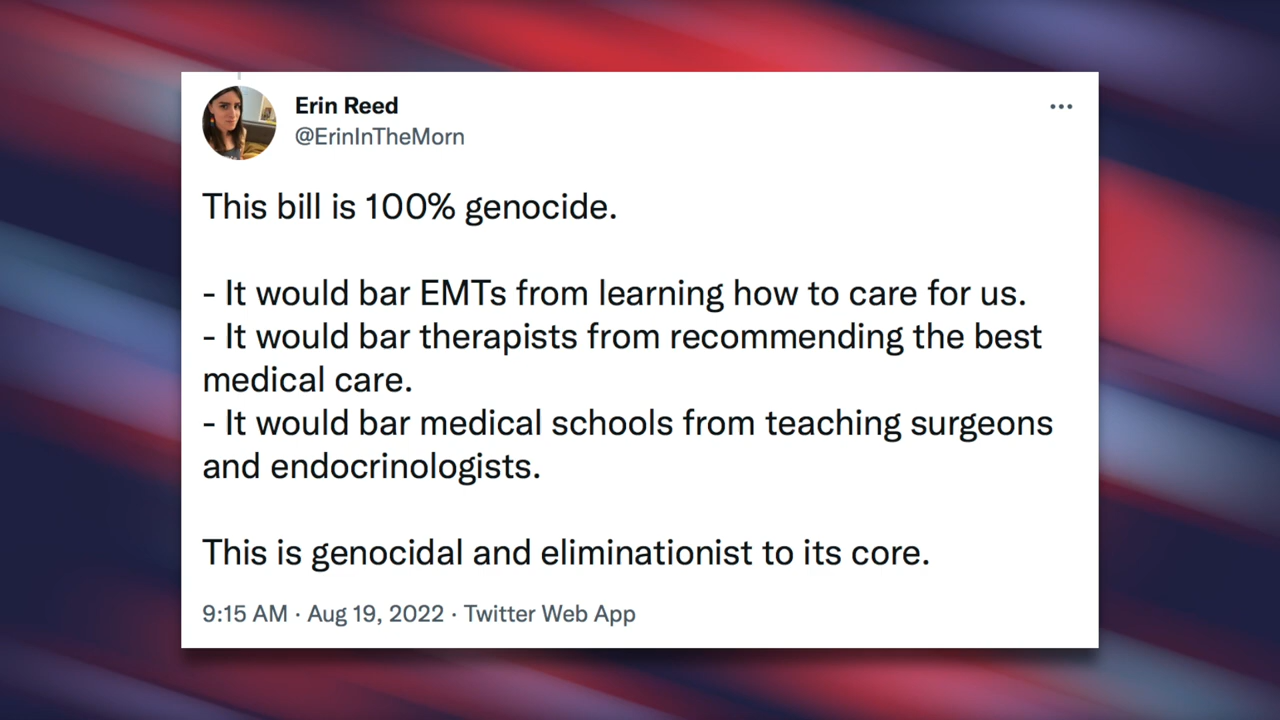 Erin Reed
@ErinInTheMorn
This bill is 100% genocide.
- It would bar EMTs from learning how to care for us.
- It would bar therapists from recommending the best
medical care.
- It would bar medical schools from teaching surgeons
and endocrinologists.
This is genocidal and eliminationist to its core.
9:15 AM · Aug 19, 2022 · Twitter Web App